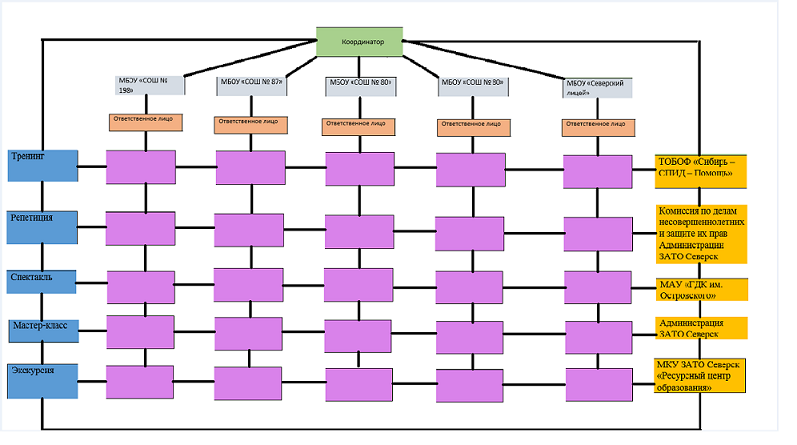 Координатор
МБОУ «СОШ №
198»
МБОУ «СОШ № 87»
МБОУ «СОШ № 80»
МБОУ «СОШ № 90»
МБОУ «Северский
лицей»
Ответственное лицо
Ответственное лицо
Ответственное лицо
Ответственное лицо
Ответственное лицо
Тренинг
ТОБОФ «Сибирь –
СПИД – Помощь»
Репетиция
Комиссия по делам
несовершеннолетних
и защите их прав
Администрации
ЗАТО Северск
Спектакль
МАУ «ГДК им.
Островского»
Мастер-класс
Администрация
ЗАТО Северск
Экскурсия
МКУ ЗАТО Северск
«Ресурсный центр
образования»